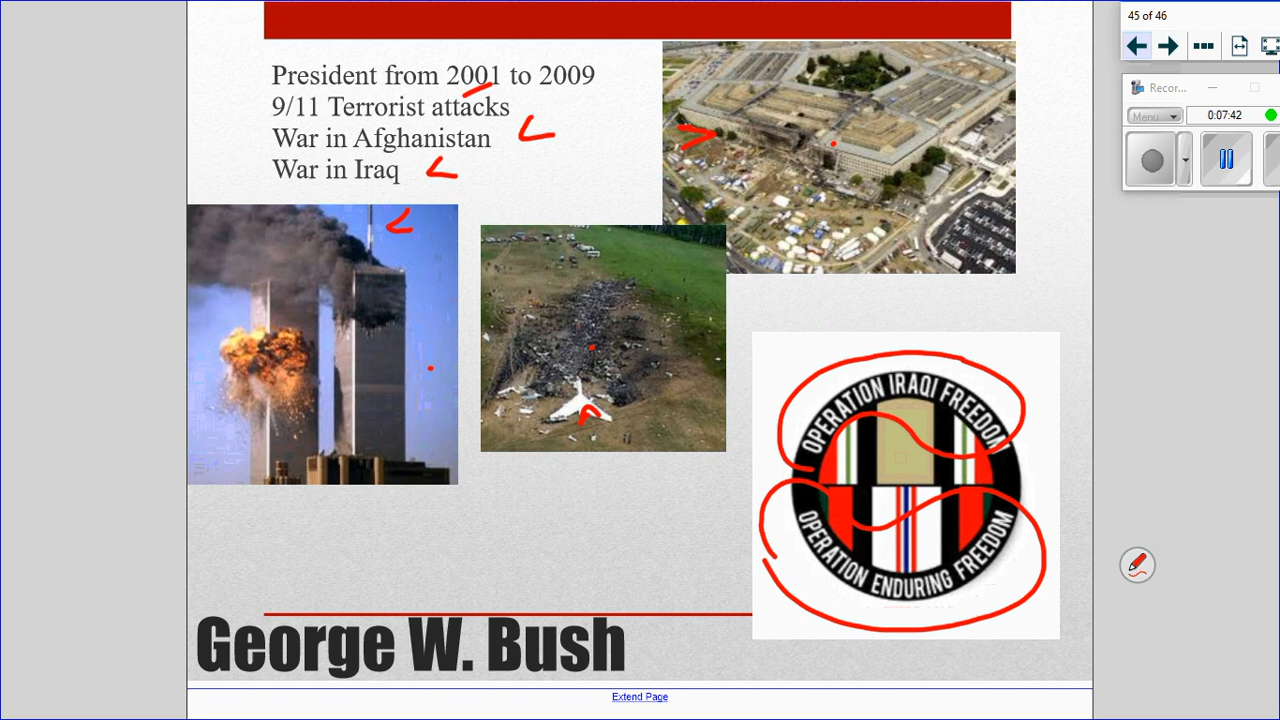 45 of 46
Recor...
Menu
0:07:42
President from 2001 to 2009
9/11 Terrorist attacks
War in Afghanistan
War in Iraq
OPERATION IRAQI FREEDOM
OPERATION ENDURING FREEDOM
George W. Bush
Extend Page